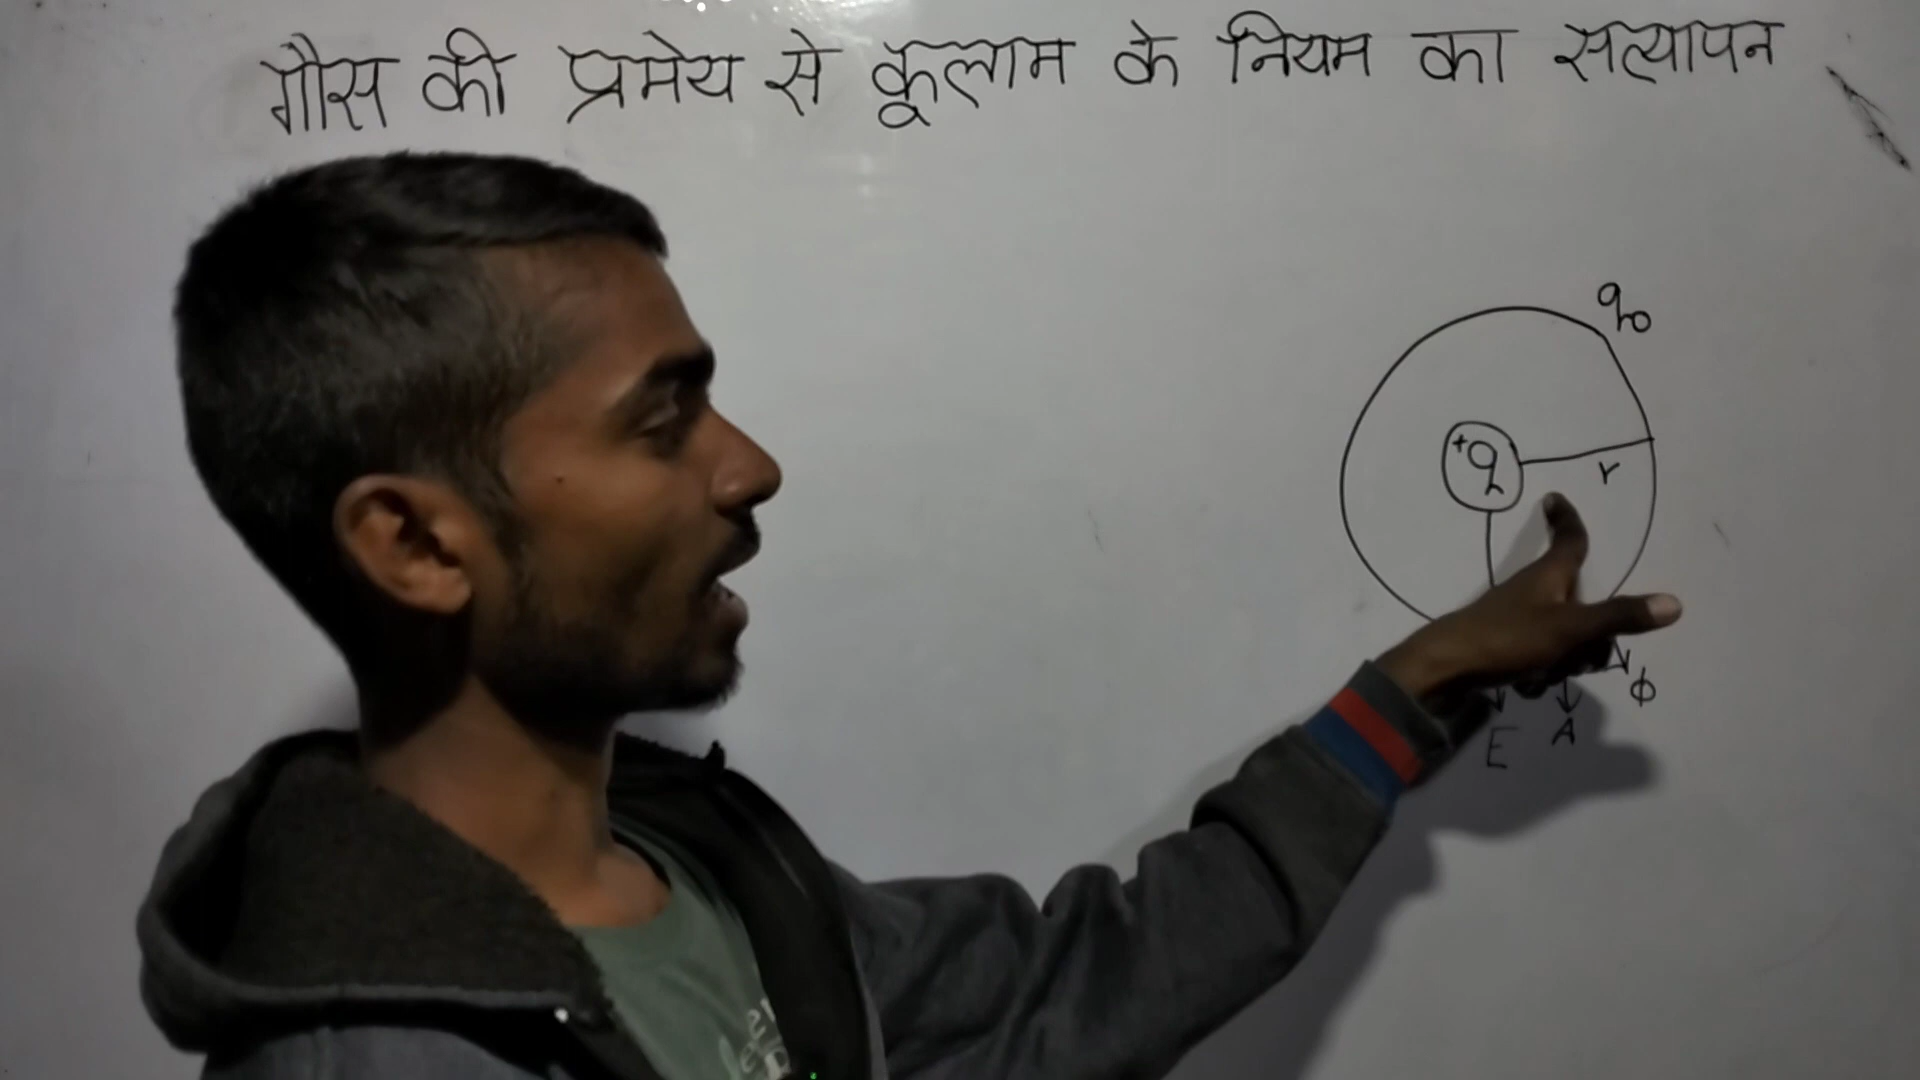 गौस की प्रमेय से कूलाम के नियम का सत्यापन
q₀
+q
r
ϕ
E A